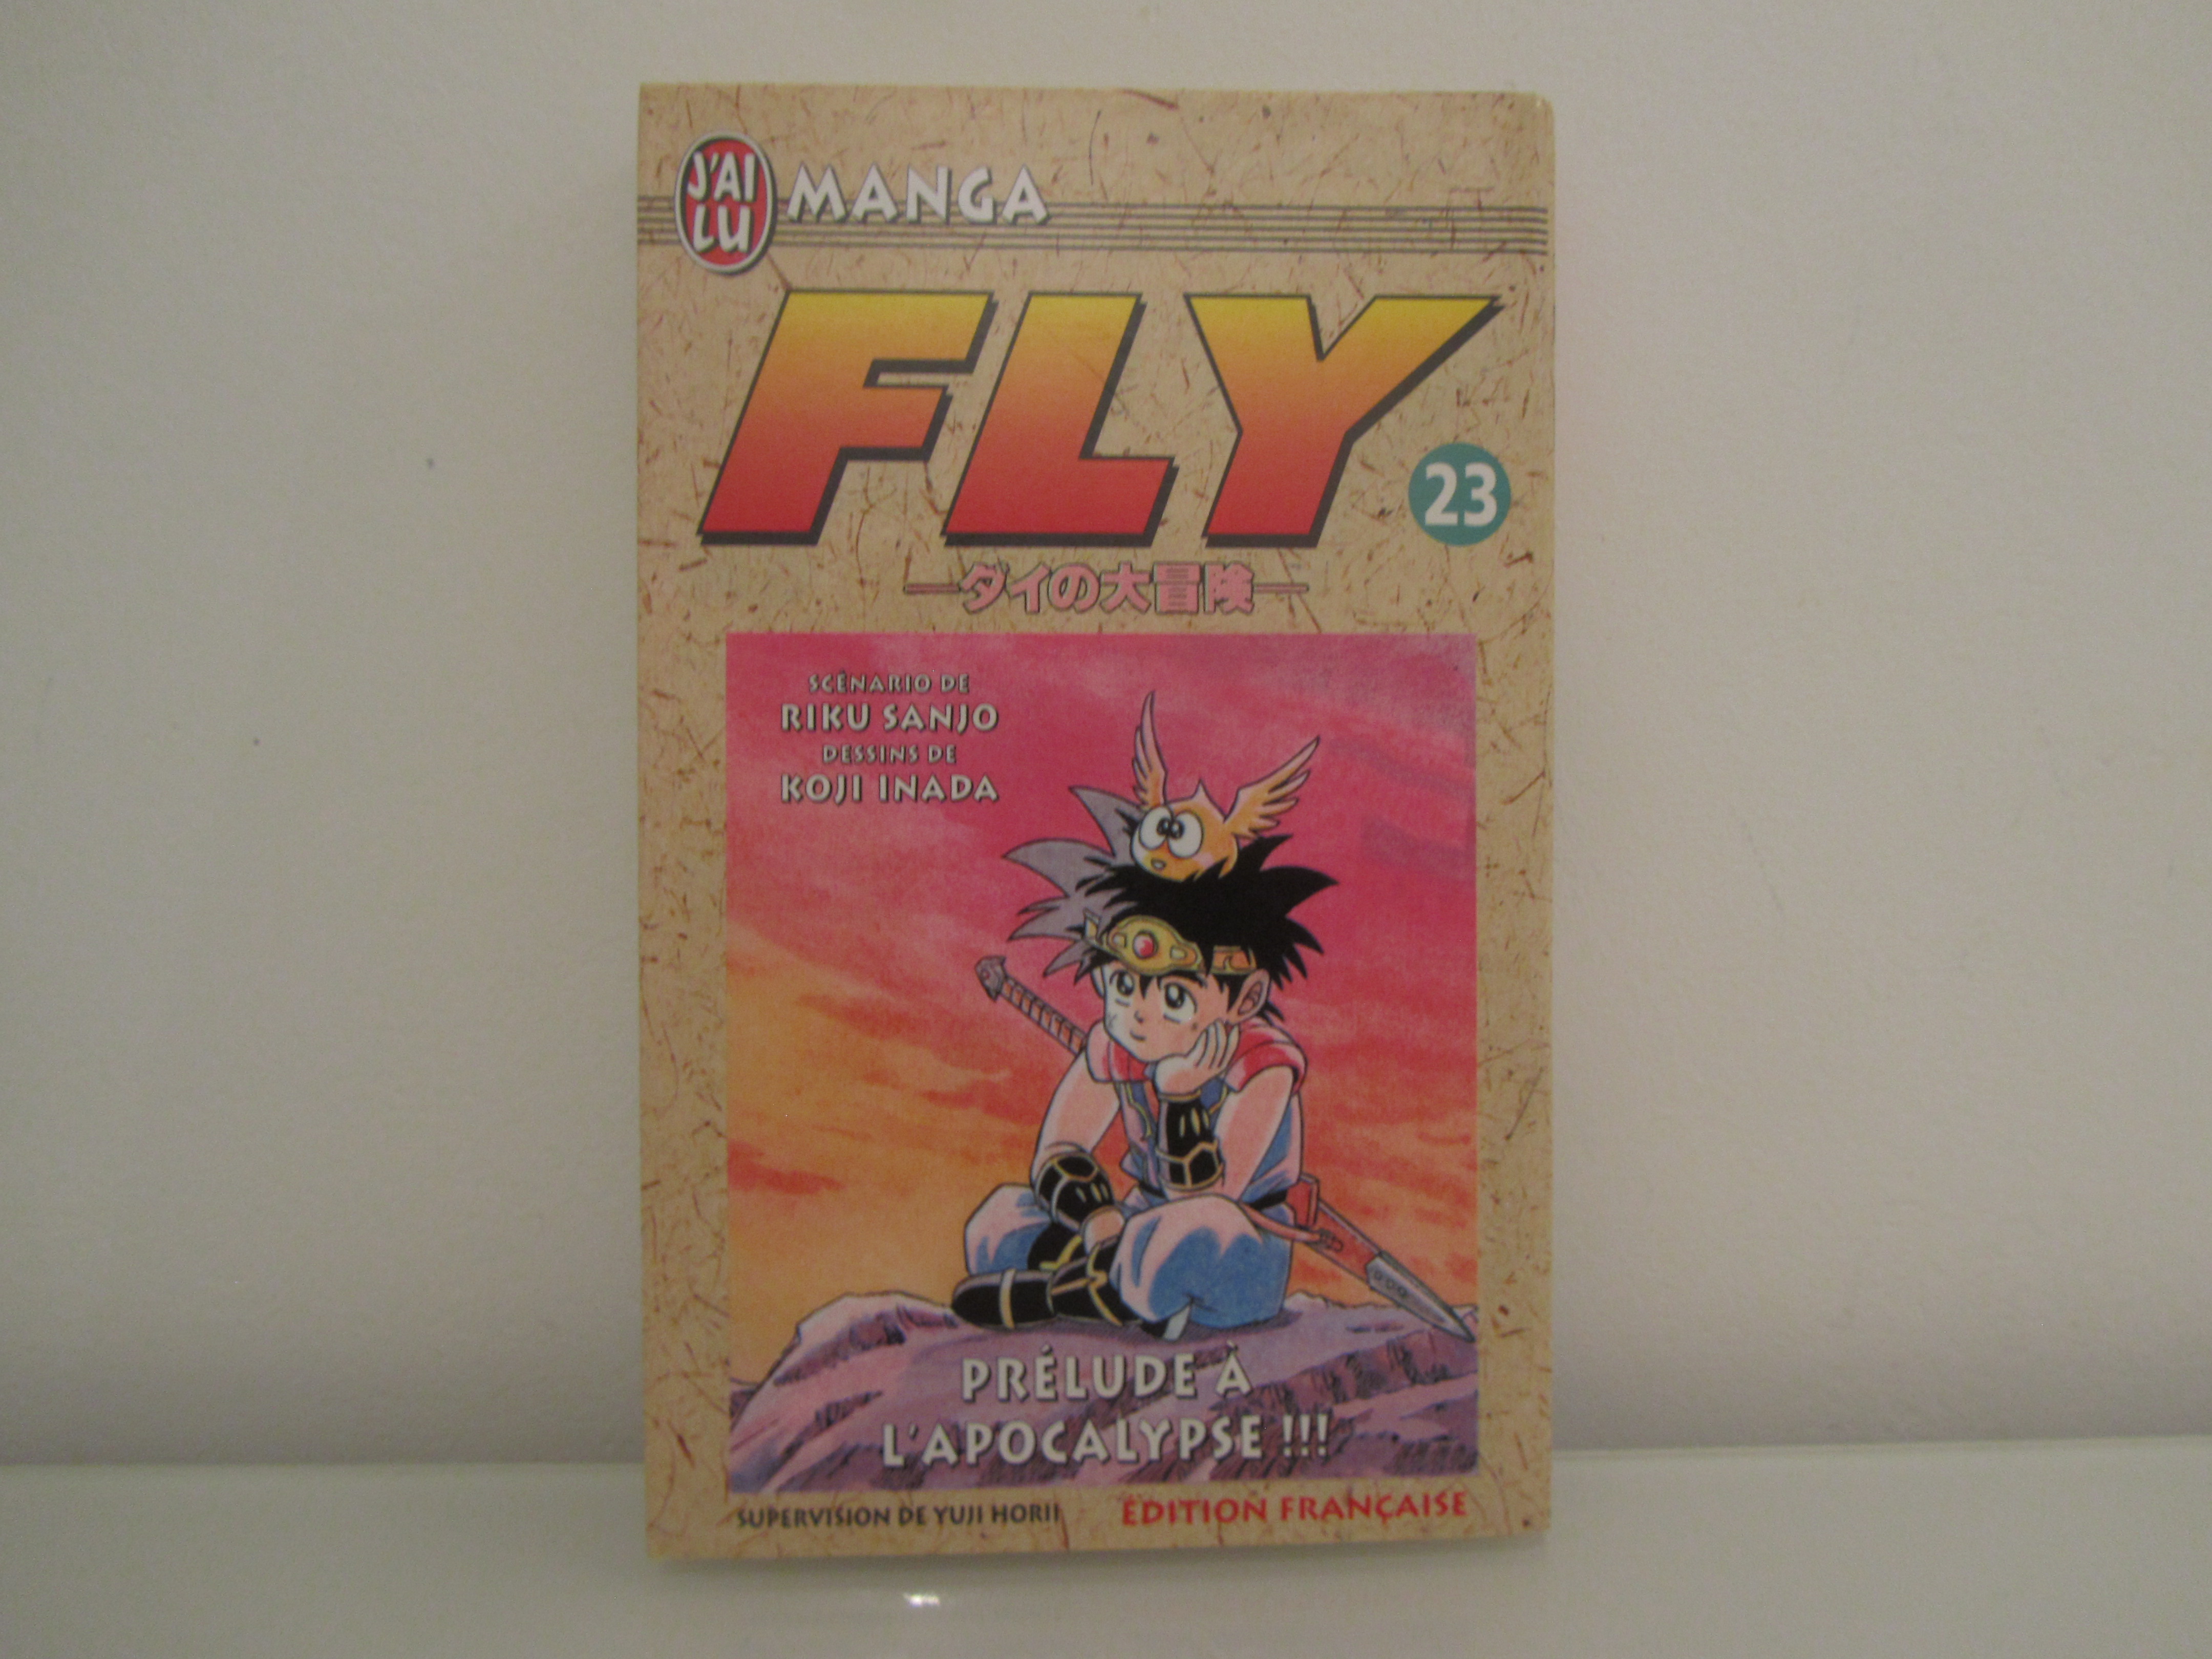 J'AI
LU
MANGA
FLY
23
ダイの大冒険
SCÉNARIO DE
RIKU SANJO
DESSINS DE
KOJI INADA
PRÉLUDE À
L'APOCALYPSE !!!
SUPERVISION DE YUJI HORII
ÉDITION FRANÇAISE